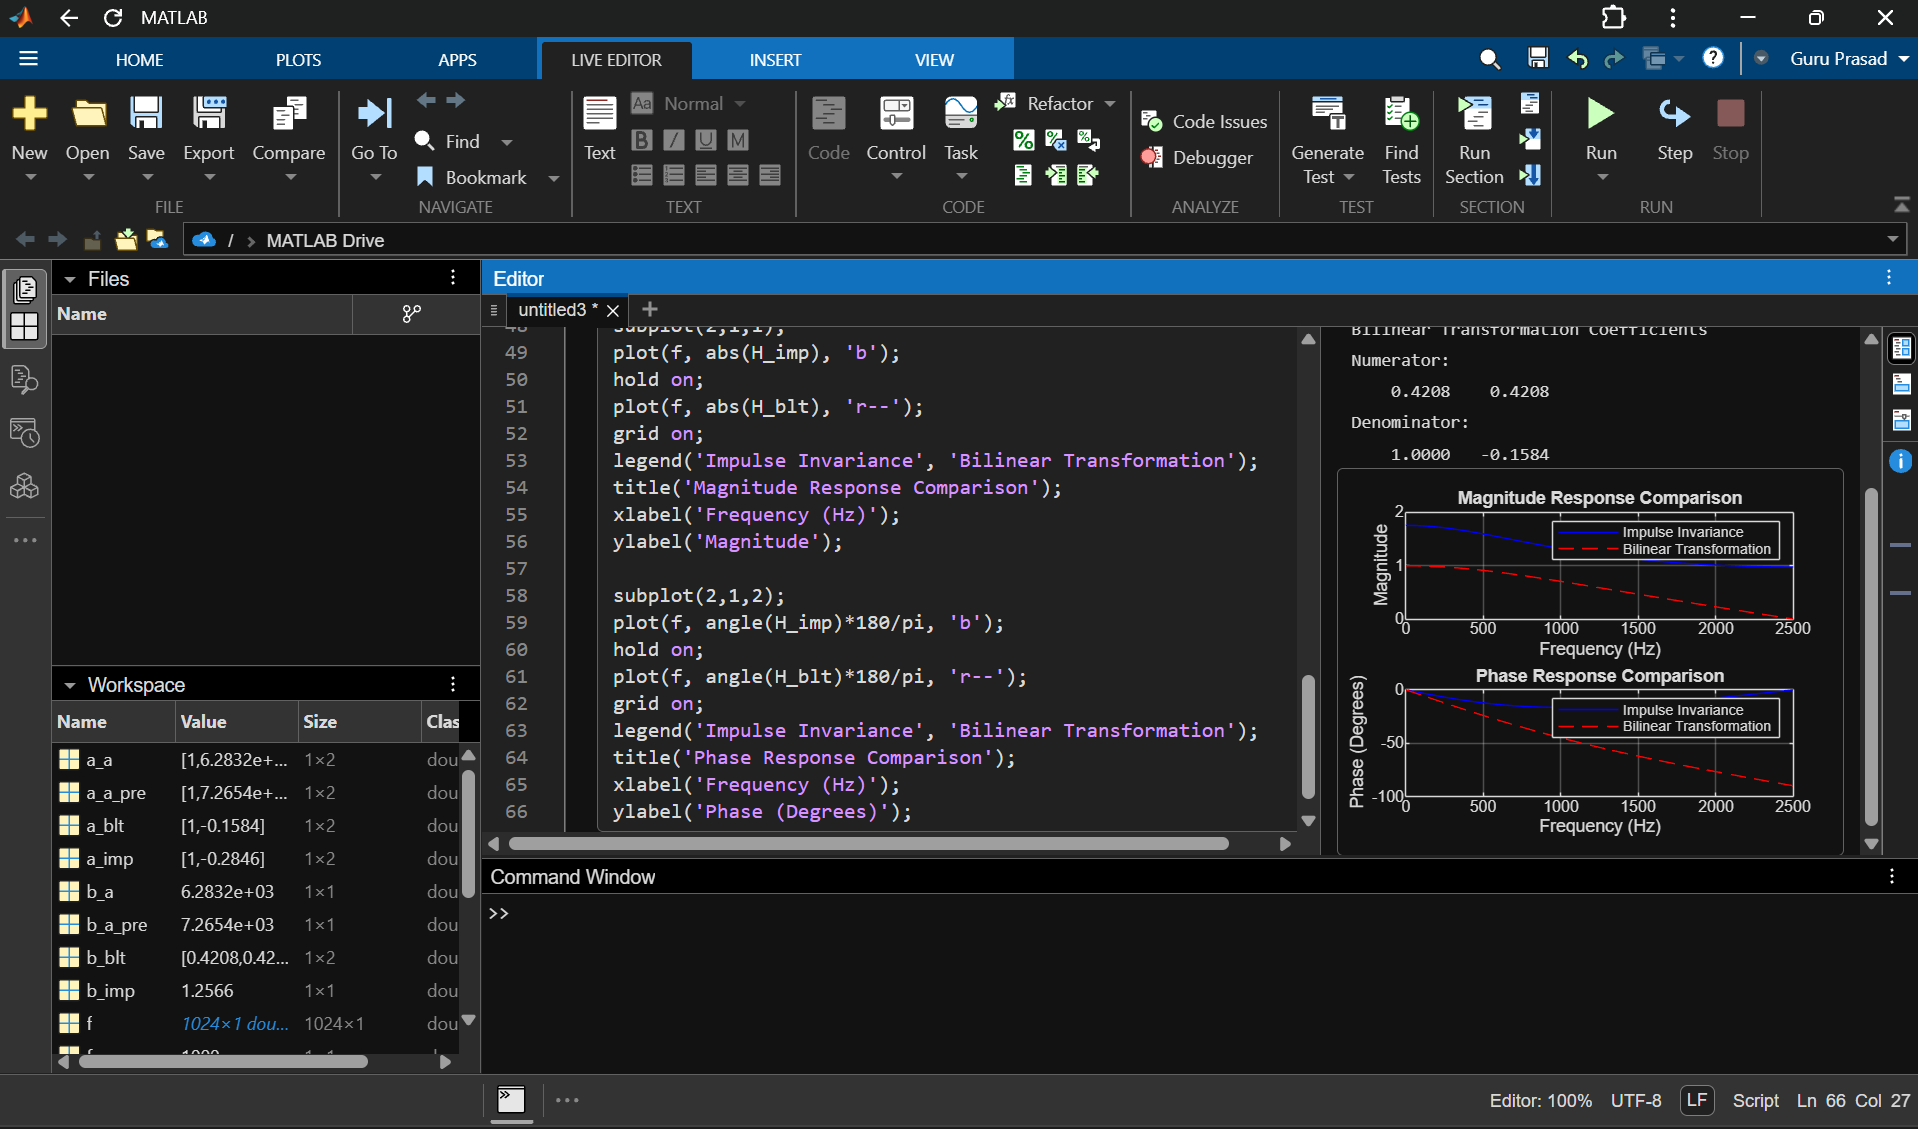 MATLAB
HOME PLOTS APPS LIVE EDITOR INSERT VIEW Guru Prasad
New Open Save Export Compare
FILE
Go To Find Bookmark
NAVIGATE
Text Aa Normal
B I U M
TEXT
Code Control Task Refactor
CODE
Code Issues
Debugger
ANALYZE
Generate Test Find Tests
TEST
Run Section
SECTION
Run Step Stop
RUN
/ > MATLAB Drive
Files
Name
Workspace
Name Value Size Clas
a_a [1,6.2832e+... 1×2 dou
a_a_pre [1,7.2654e+... 1×2 dou
a_blt [1,-0.1584] 1×2 dou
a_imp [1,-0.2846] 1×2 dou
b_a 6.2832e+03 1×1 dou
b_a_pre 7.2654e+03 1×1 dou
b_blt [0.4208,0.42... 1×2 dou
b_imp 1.2566 1×1 dou
f 1024×1 dou... 1024×1 dou
Editor
untitled3 *
48 subplot(2,1,1);
49 plot(f, abs(H_imp), 'b');
50 hold on;
51 plot(f, abs(H_blt), 'r--');
52 grid on;
53 legend('Impulse Invariance', 'Bilinear Transformation');
54 title('Magnitude Response Comparison');
55 xlabel('Frequency (Hz)');
56 ylabel('Magnitude');
57
58 subplot(2,1,2);
59 plot(f, angle(H_imp)*180/pi, 'b');
60 hold on;
61 plot(f, angle(H_blt)*180/pi, 'r--');
62 grid on;
63 legend('Impulse Invariance', 'Bilinear Transformation');
64 title('Phase Response Comparison');
65 xlabel('Frequency (Hz)');
66 ylabel('Phase (Degrees)');
Bilinear Transformation Coefficients
Numerator:
0.4208 0.4208
Denominator:
1.0000 -0.1584
Magnitude Response Comparison
Magnitude
2
1
0
Impulse Invariance
Bilinear Transformation
0 500 1000 1500 2000 2500
Frequency (Hz)
Phase Response Comparison
Phase (Degrees)
0
-50
-100
Impulse Invariance
Bilinear Transformation
0 500 1000 1500 2000 2500
Frequency (Hz)
Command Window
>>
Editor: 100% UTF-8 LF Script Ln 66 Col 27